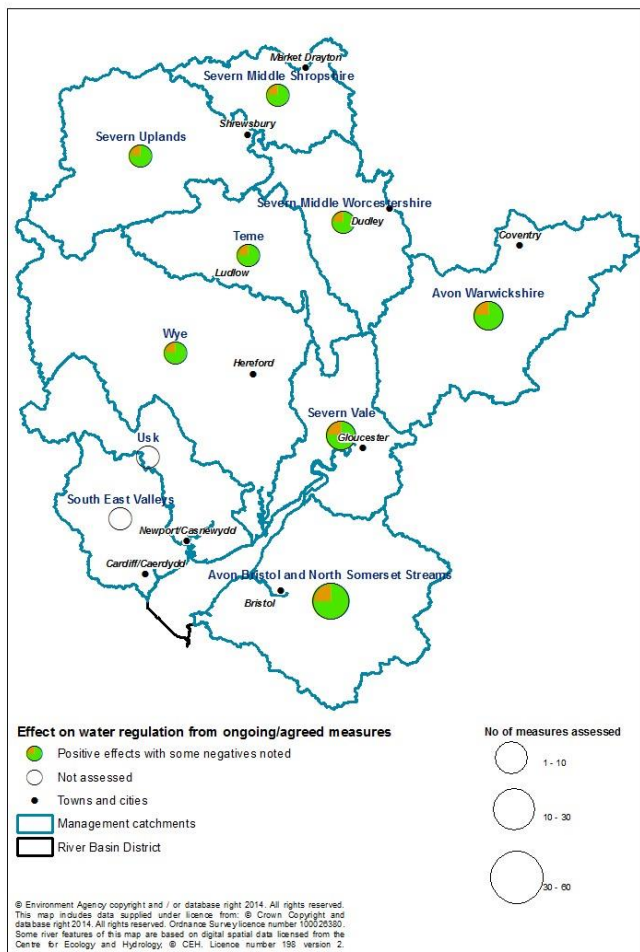 Market Drayton
Severn Middle Shropshire
Shrewsbury
Severn Uplands
Severn Middle Worcestershire
Dudley
Teme
Coventry
Ludlow
Avon Warwickshire
Wye
Hereford
Severn Vale
Gloucester
Usk
South East Valleys
Newport/Casnewydd
Cardiff/Caerdydd
Avon Bristol and North Somerset Streams
Bristol
Effect on water regulation from ongoing/agreed measures
Positive effects with some negatives noted
Not assessed
Towns and cities
Management catchments
River Basin District
No of measures assessed
1 - 10
10 - 30
30 - 60
© Environment Agency copyright and / or database right 2014. All rights reserved.
This map includes data supplied under licence from: © Crown Copyright and
database right 2014. All rights reserved. Ordnance Survey licence number 100026380.
Some river features of this map are based on digital spatial data licensed from the
Centre for Ecology and Hydrology, © CEH. Licence number 198 version 2.